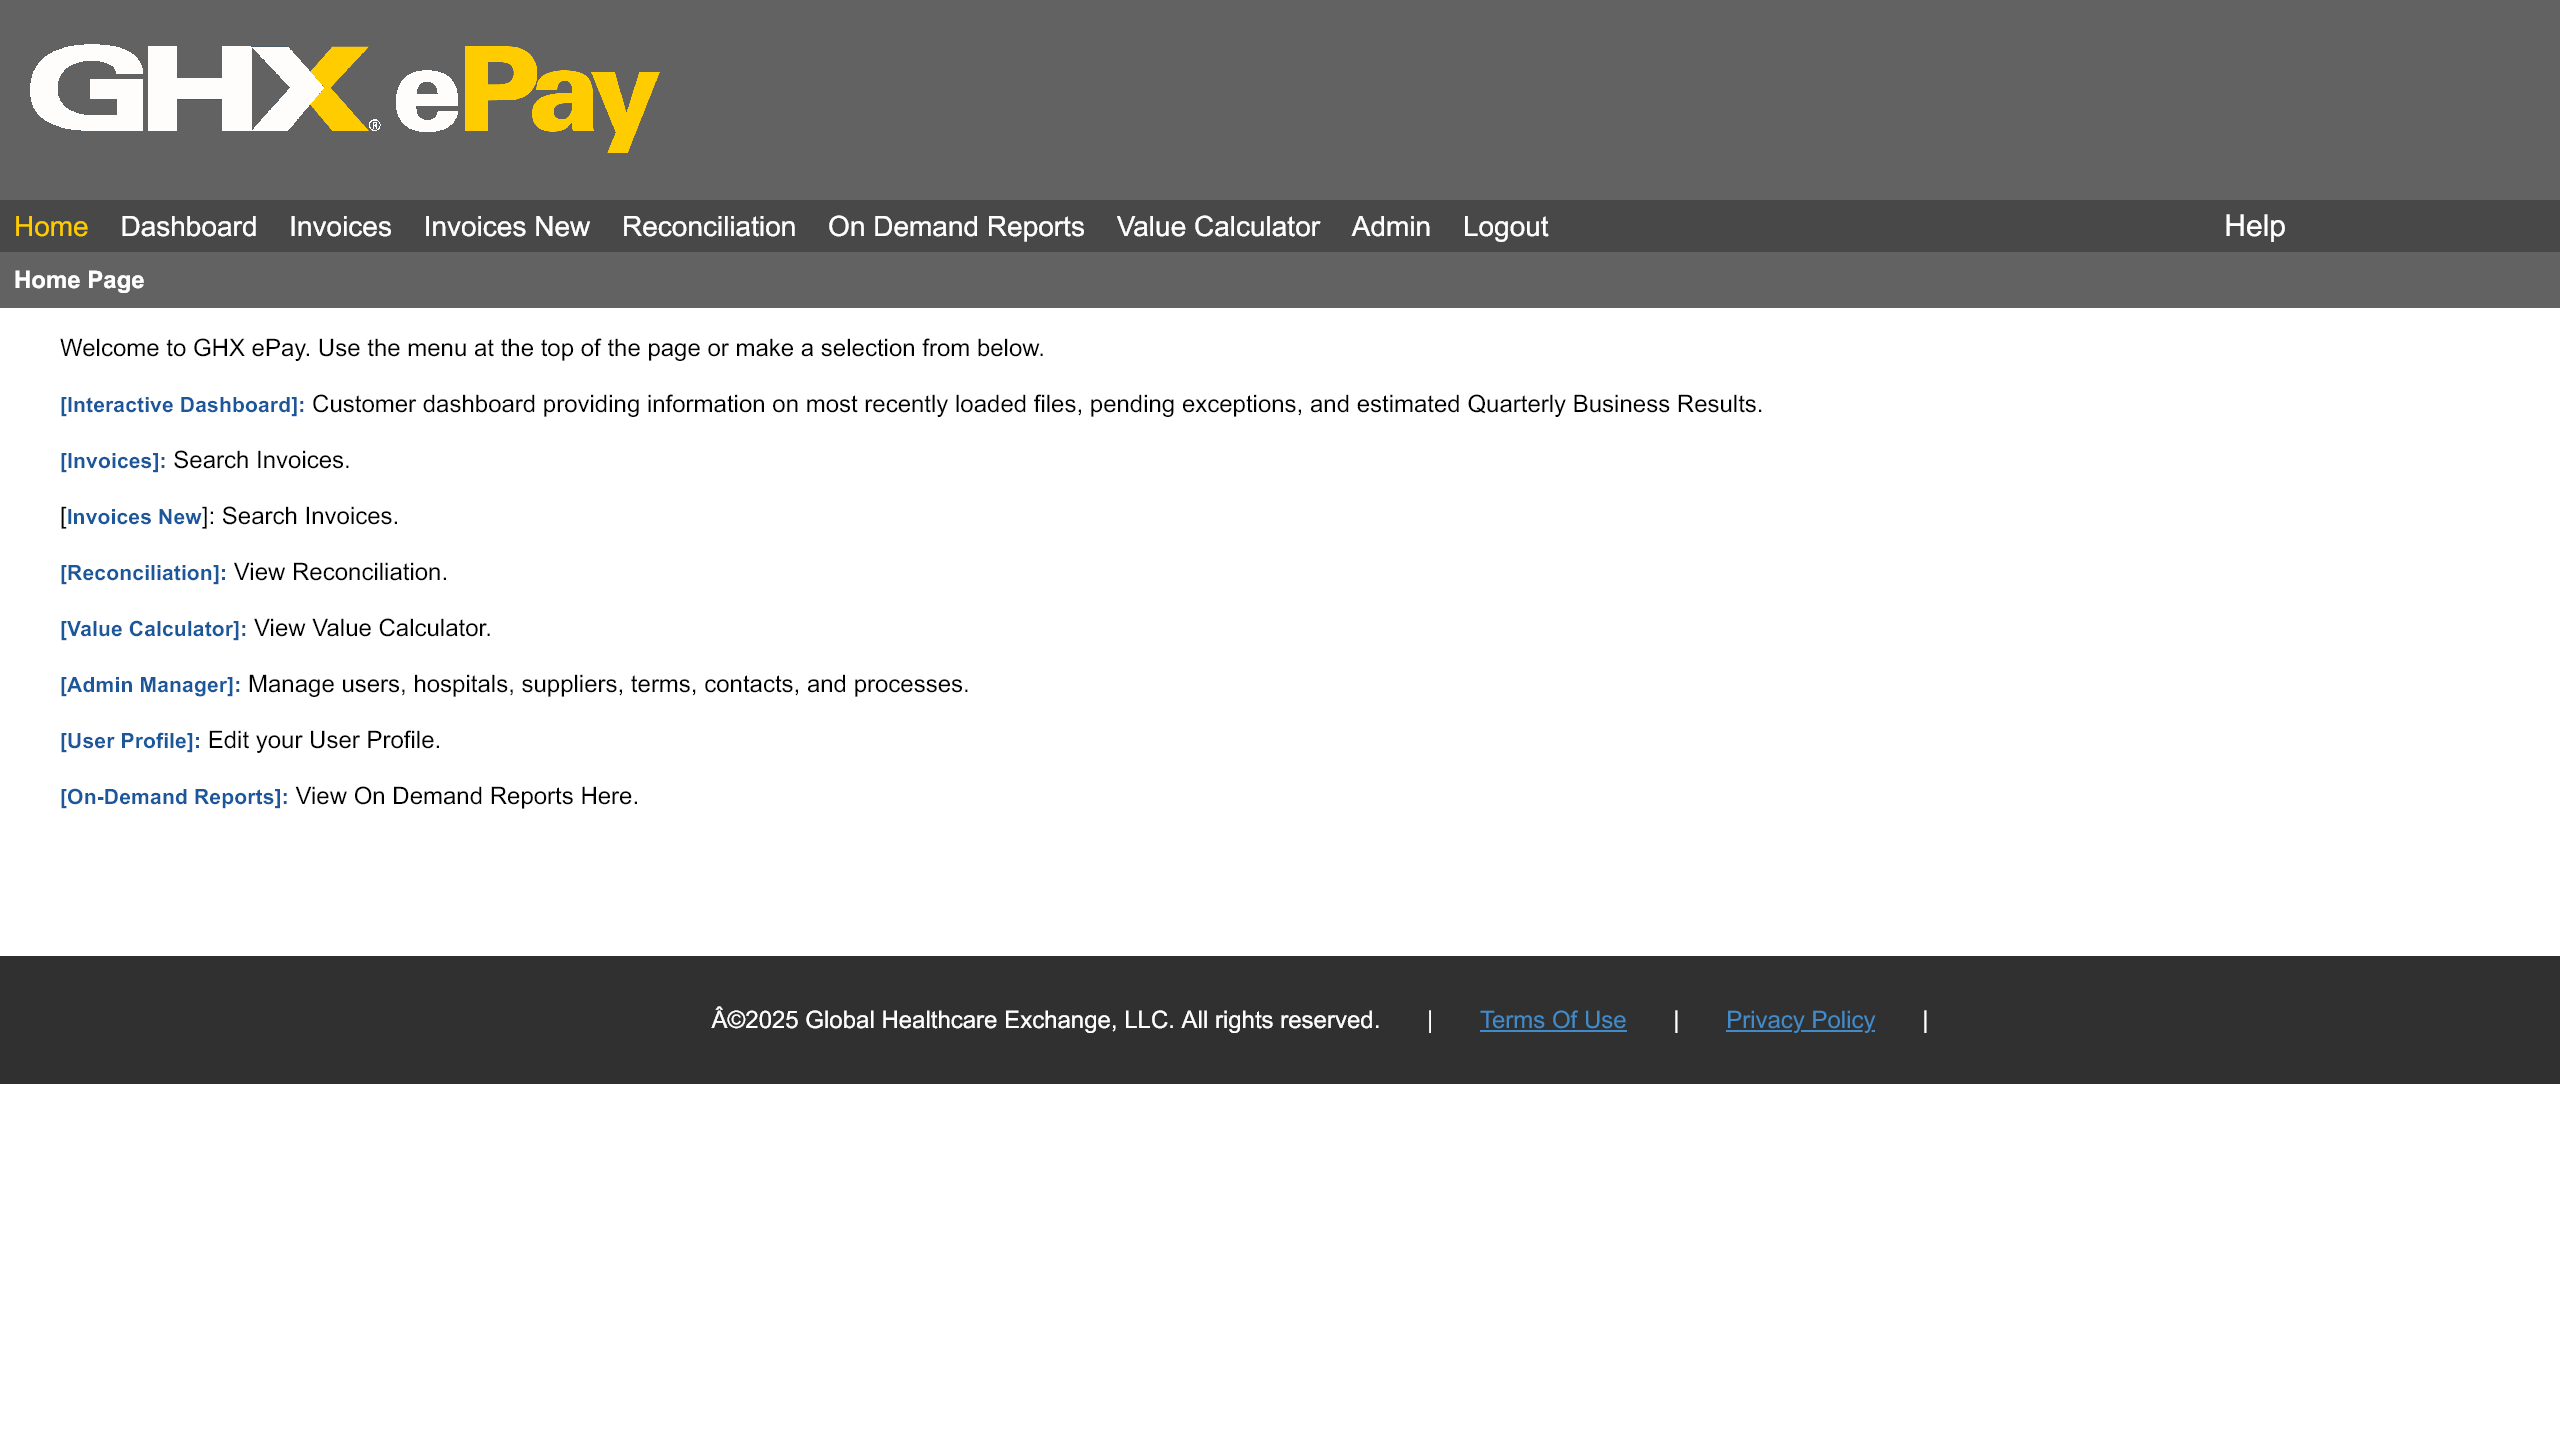 GHX® ePay
Home Dashboard Invoices Invoices New Reconciliation On Demand Reports Value Calculator Admin Logout Help
Home Page
Welcome to GHX ePay. Use the menu at the top of the page or make a selection from below.
[Interactive Dashboard]: Customer dashboard providing information on most recently loaded files, pending exceptions, and estimated Quarterly Business Results.
[Invoices]: Search Invoices.
[Invoices New]: Search Invoices.
[Reconciliation]: View Reconciliation.
[Value Calculator]: View Value Calculator.
[Admin Manager]: Manage users, hospitals, suppliers, terms, contacts, and processes.
[User Profile]: Edit your User Profile.
[On-Demand Reports]: View On Demand Reports Here.
Â©2025 Global Healthcare Exchange, LLC. All rights reserved. | Terms Of Use | Privacy Policy |